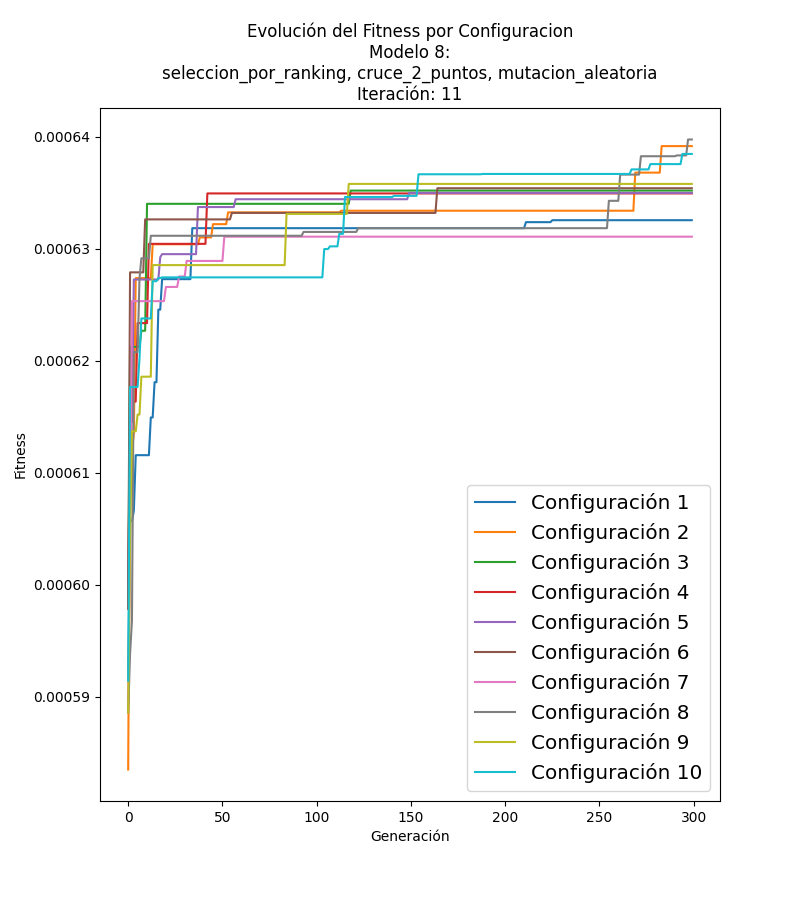 Evolución del Fitness por Configuracion
Modelo 8:
seleccion_por_ranking, cruce_2_puntos, mutacion_aleatoria
Iteración: 11
0.00064
0.00063
0.00062
0.00061
0.00060
0.00059
Fitness
0
50
100
150
200
250
300
Generación
Configuración 1
Configuración 2
Configuración 3
Configuración 4
Configuración 5
Configuración 6
Configuración 7
Configuración 8
Configuración 9
Configuración 10